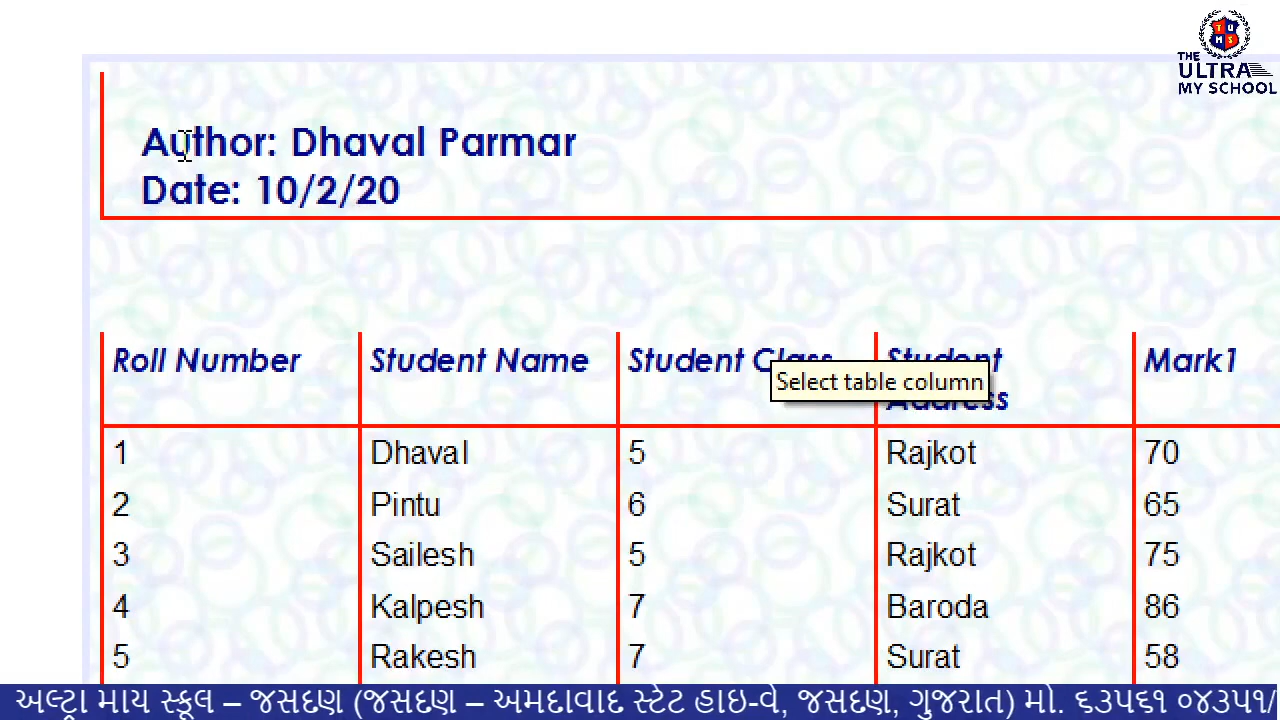 THE
ULTRA
MY SCHOOL
Author: Dhaval Parmar
Date: 10/2/20
Roll Number Student Name Student Class Student Address Mark1
Select table column
1 Dhaval 5 Rajkot 70
2 Pintu 6 Surat 65
3 Sailesh 5 Rajkot 75
4 Kalpesh 7 Baroda 86
5 Rakesh 7 Surat 58
અલ્ટ્રા માય સ્કૂલ – જસદણ (જસદણ – અમદાવાદ સ્ટેટ હાઇ-વે, જસદણ, ગુજરાત) મો. ૬૩૫૬૧ ૦૪૩૫૧/